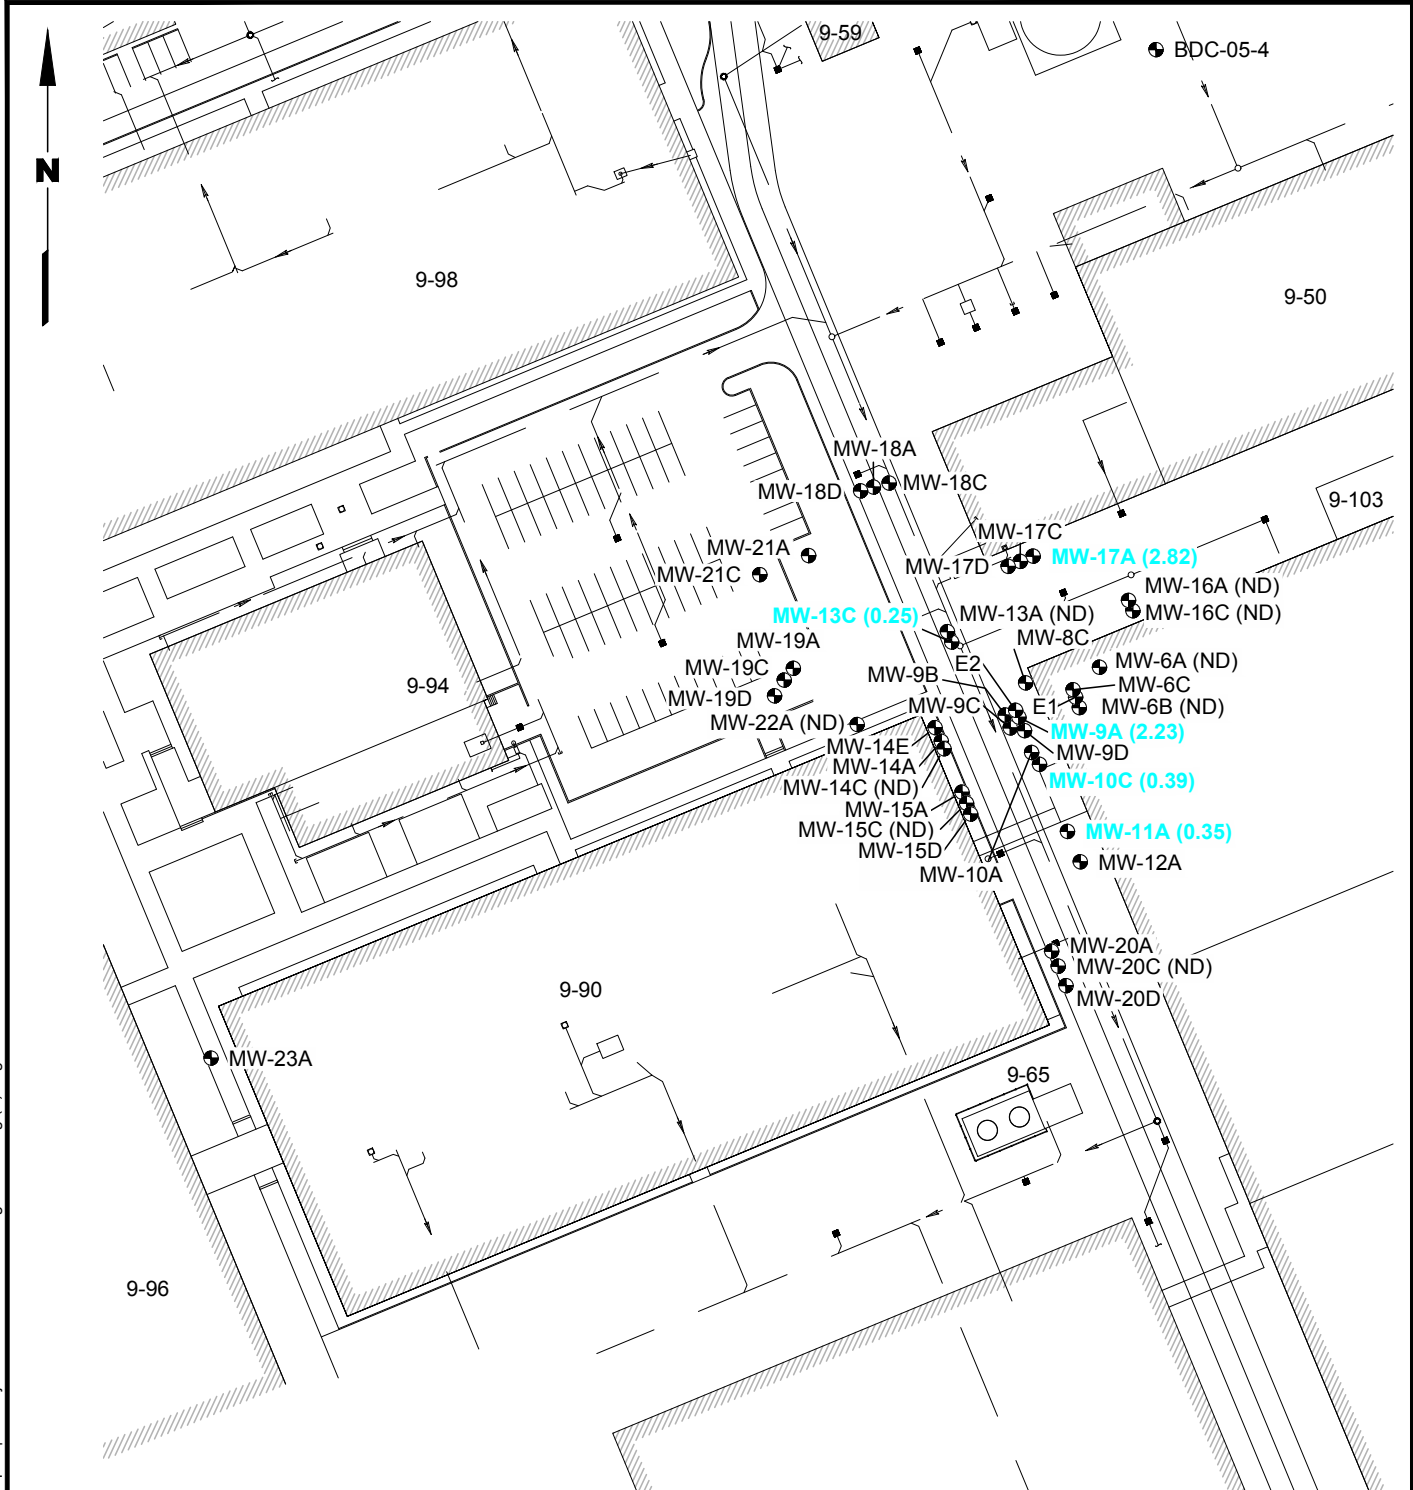 9-59
BDC-05-4
N
9-98
9-50
MW-18A
MW-18D
MW-18C
9-103
MW-17C
MW-21A
MW-17A (2.82)
MW-17D
MW-21C
MW-16A (ND)
MW-13C (0.25)
MW-13A (ND)
MW-16C (ND)
MW-19A
MW-8C
E2
MW-6A (ND)
MW-19C
MW-9B
MW-6C
9-94
MW-19D
MW-9C
E1
MW-6B (ND)
MW-22A (ND)
MW-9A (2.23)
MW-14E
MW-9D
MW-14A
MW-14C (ND)
MW-10C (0.39)
MW-15A
MW-15C (ND)
MW-11A (0.35)
MW-15D
MW-12A
MW-10A
MW-20A
MW-20C (ND)
9-90
MW-20D
MW-23A
9-65
9-96